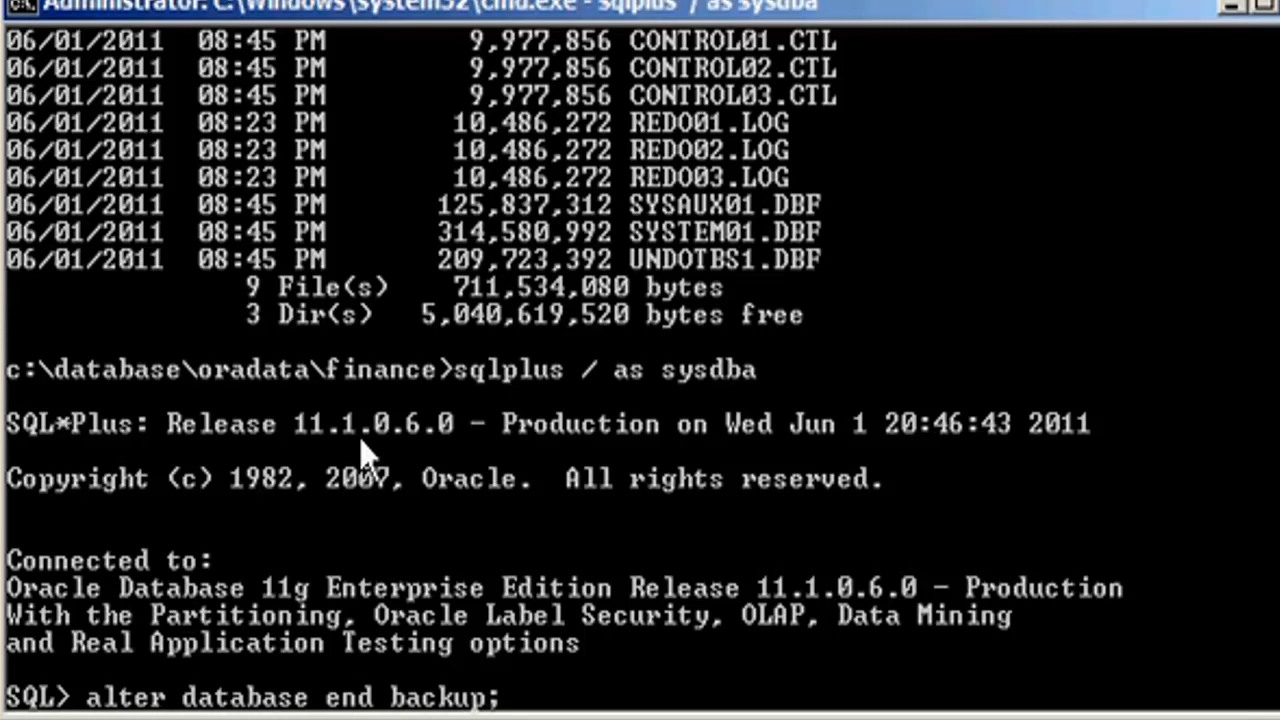 Administrator: C:\Windows\system32\cmd.exe - sqlplus / as sysdba
06/01/2011  08:45 PM         9,977,856 CONTROL01.CTL
06/01/2011  08:45 PM         9,977,856 CONTROL02.CTL
06/01/2011  08:45 PM         9,977,856 CONTROL03.CTL
06/01/2011  08:23 PM        10,486,272 REDO01.LOG
06/01/2011  08:23 PM        10,486,272 REDO02.LOG
06/01/2011  08:23 PM        10,486,272 REDO03.LOG
06/01/2011  08:45 PM       125,837,312 SYSAUX01.DBF
06/01/2011  08:45 PM       314,580,992 SYSTEM01.DBF
06/01/2011  08:45 PM       209,723,392 UNDOTBS1.DBF
               9 File(s)    711,534,080 bytes
               3 Dir(s)   5,040,619,520 bytes free
c:\database\oradata\finance>sqlplus / as sysdba
SQL*Plus: Release 11.1.0.6.0 - Production on Wed Jun 1 20:46:43 2011
Copyright (c) 1982, 2007, Oracle.  All rights reserved.
Connected to:
Oracle Database 11g Enterprise Edition Release 11.1.0.6.0 - Production
With the Partitioning, Oracle Label Security, OLAP, Data Mining
and Real Application Testing options
SQL> alter database end backup;